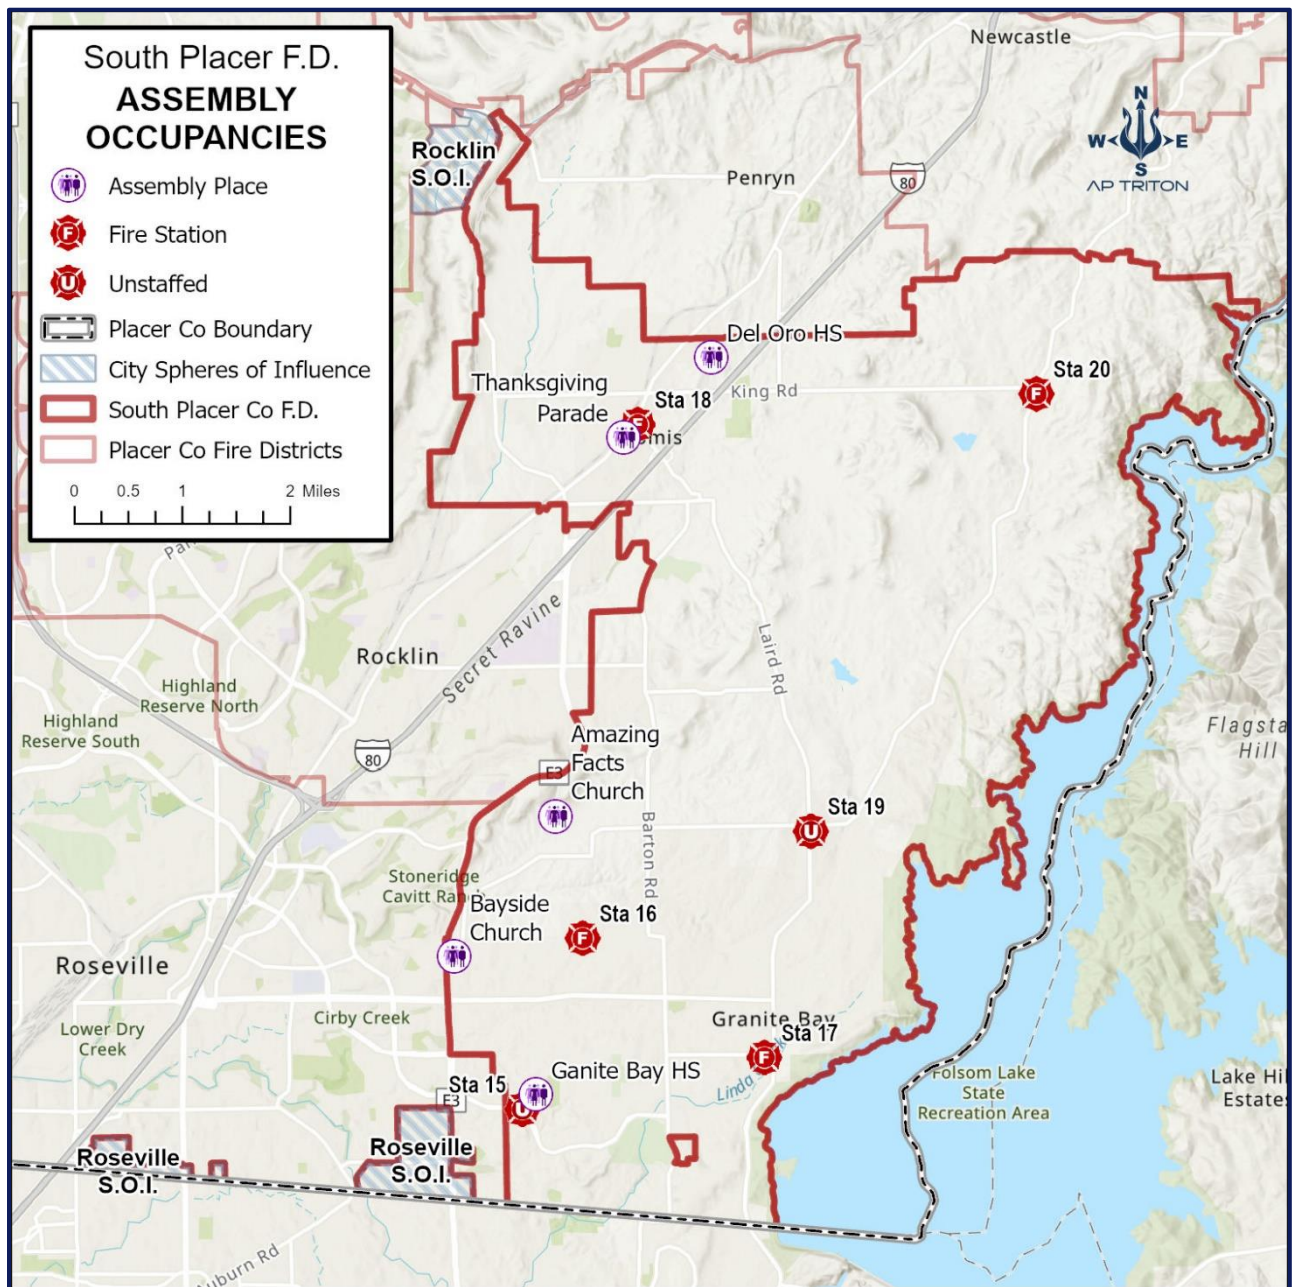 South Placer F.D.
ASSEMBLY
OCCUPANCIES
Assembly Place
F
Fire Station
U
Unstaffed
Placer Co Boundary
City Spheres of Influence
South Placer Co F.D.
Placer Co Fire Districts
0 0.5 1 2 Miles
Newcastle
N
W E
S
AP TRITON
Rocklin
S.O.I.
Penryn
80
Del Oro HS
Thanksgiving
Parade
Sta 18
King Rd
Sta 20
F
Secret Ravine
Rocklin
Laird Rd
Highland
Reserve North
Highland
Reserve South
Flagsta
Hill
80
Amazing
Facts
Church
E3
Barton Rd
Sta 19
U
Stoneridge
Cavitt Ran
Bayside
Church
Sta 16
F
Roseville
Lower Dry
Creek
Cirby Creek
Granite Bay
Sta 17
F
Linda
Ganite Bay HS
Sta 15
U
E3
Folsom Lake
State
Recreation Area
Lake Hil
Estates
Roseville
S.O.I.
Roseville
S.O.I.
Auburn Rd